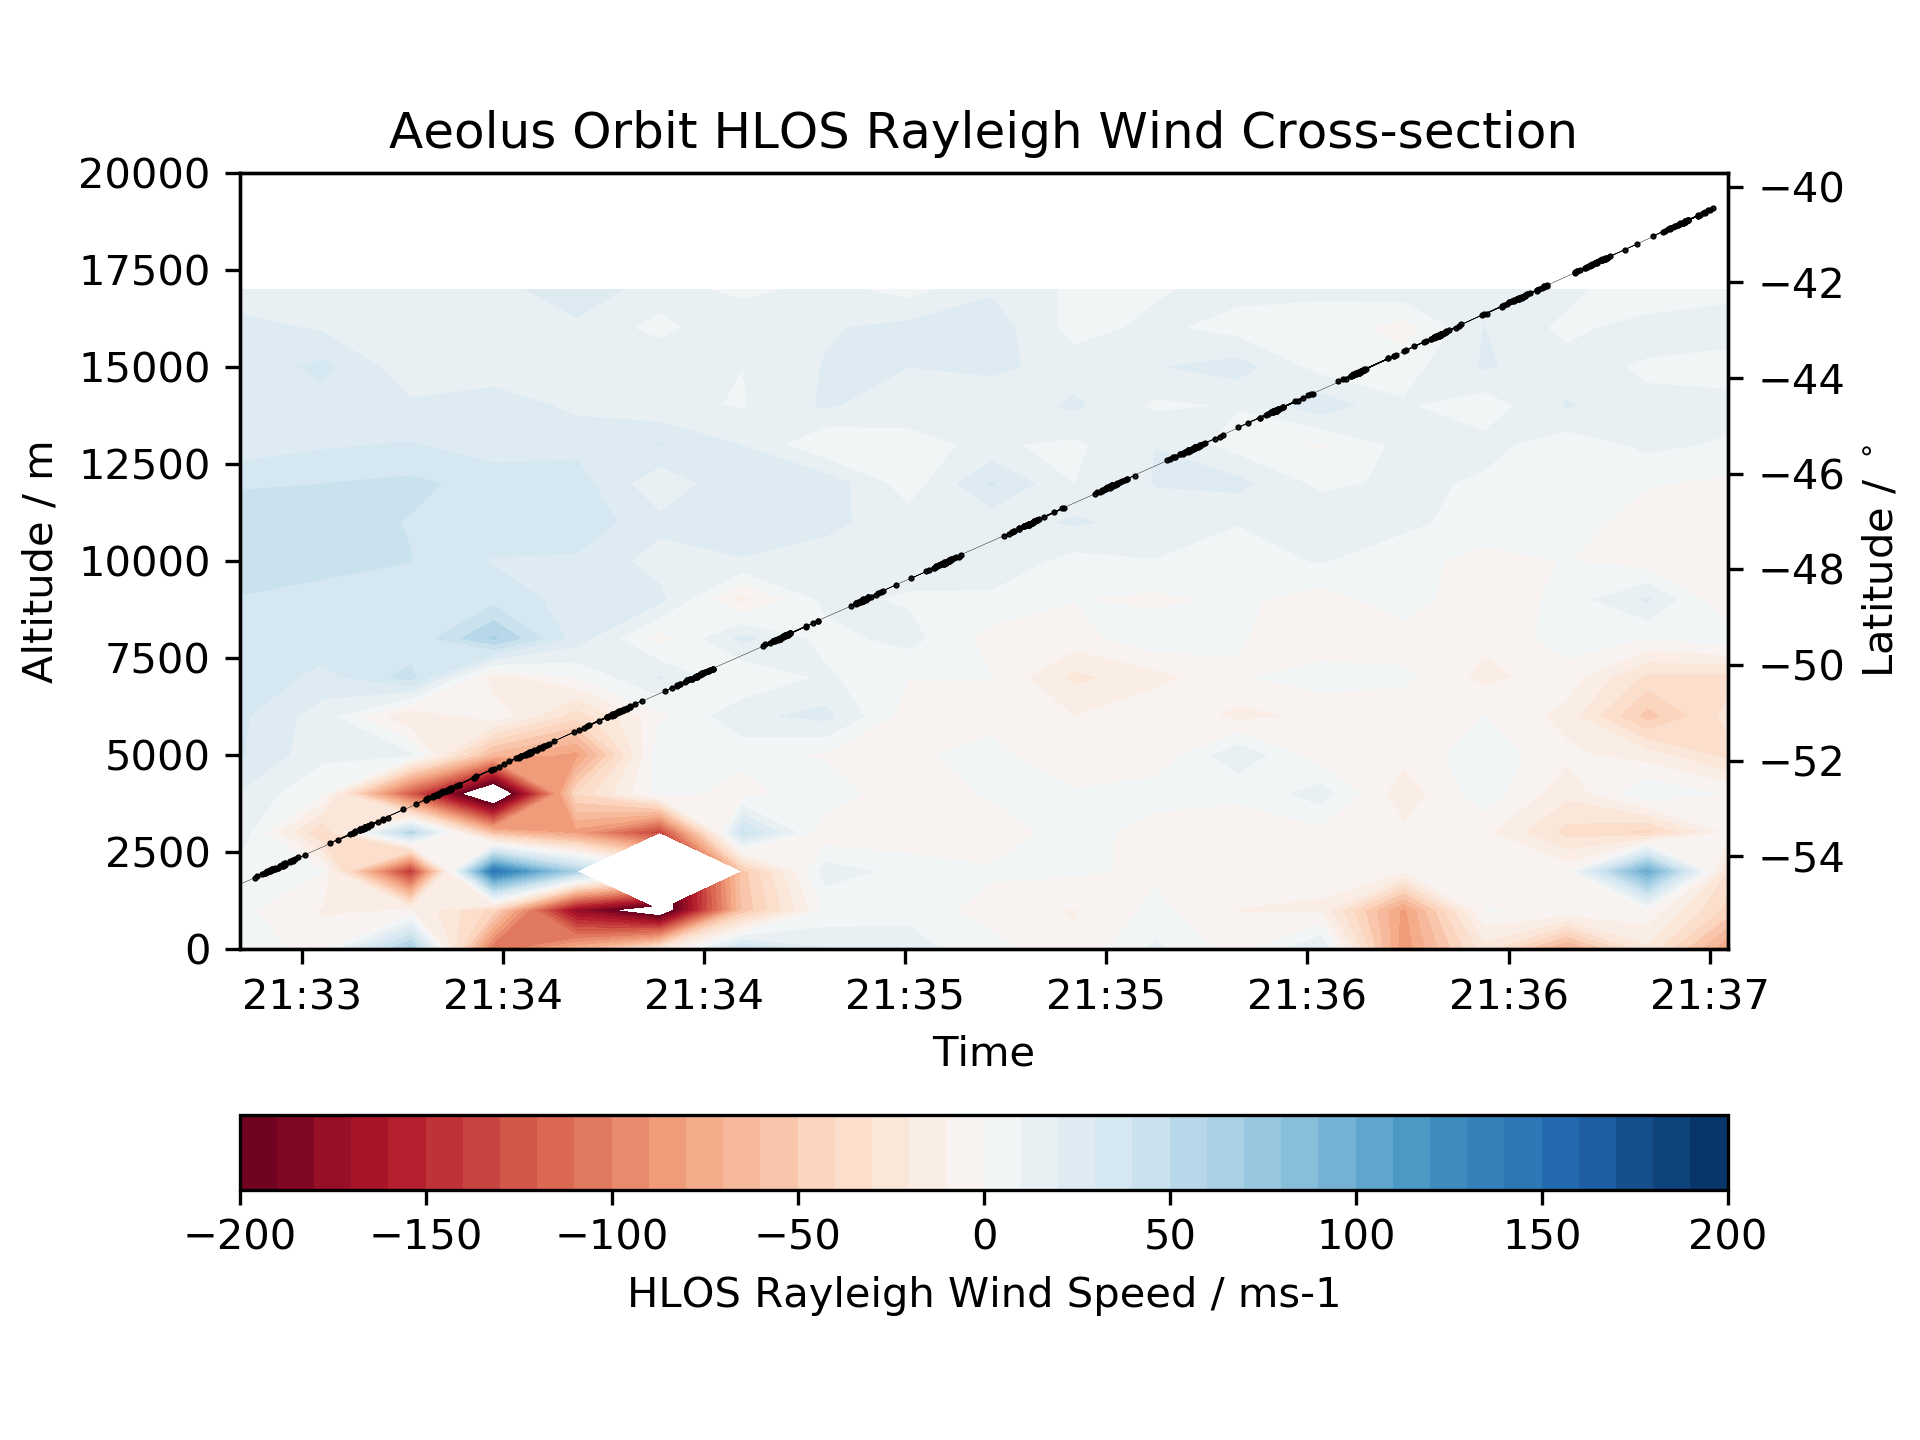 Aeolus Orbit HLOS Rayleigh Wind Cross-section
20000
17500
15000
12500
10000
7500
5000
2500
0
Altitude / m
−40
−42
−44
−46
−48
−50
−52
−54
Latitude / °
21:33 21:34 21:34 21:35 21:35 21:36 21:36 21:37
Time
−200 −150 −100 −50 0 50 100 150 200
HLOS Rayleigh Wind Speed / ms-1